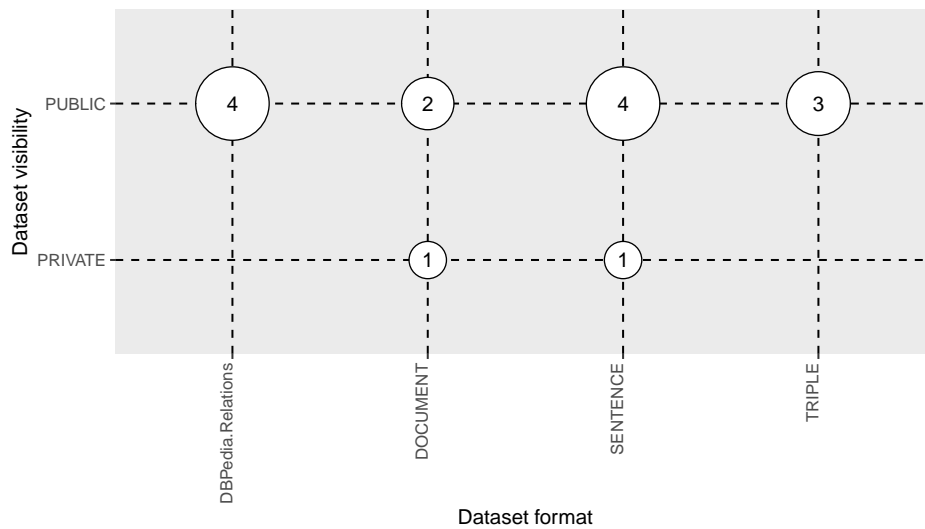 Dataset visibility
PUBLIC
4
2
4
3
PRIVATE
1
1
DBPedia.Relations
DOCUMENT
SENTENCE
TRIPLE
Dataset format